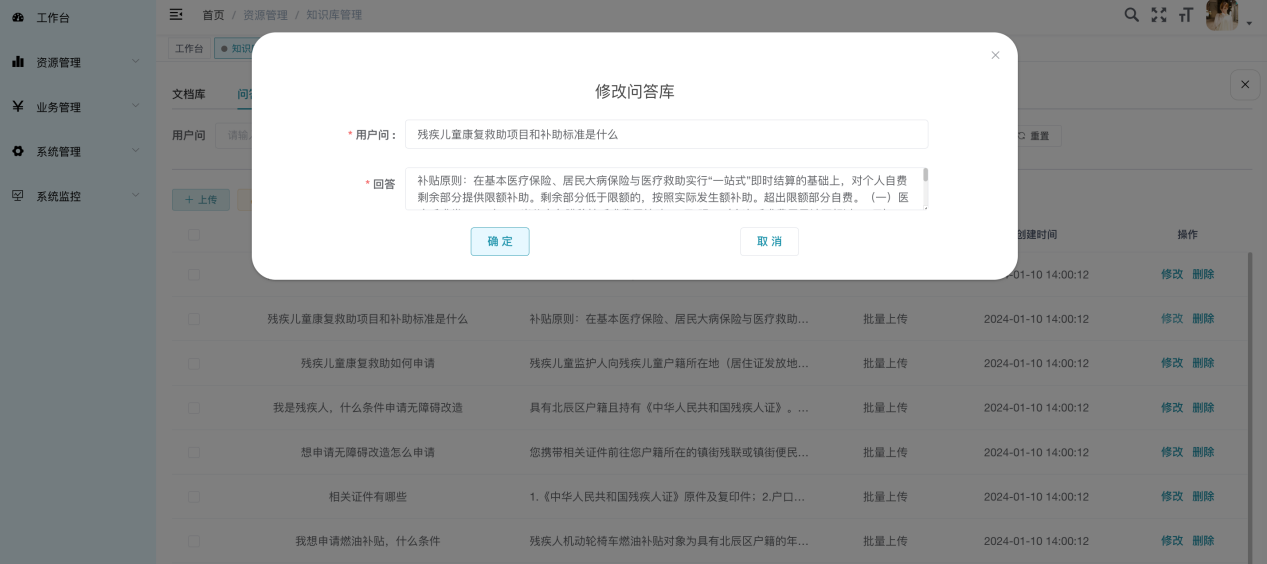 工作台
首页 / 资源管理 / 知识库管理
工作台
知识
资源管理
业务管理
系统管理
系统监控
文档库
问答
用户问
请输
重置
+ 上传
修改问答库
* 用户问：
残疾儿童康复救助项目和补助标准是什么
* 回答
补贴原则：在基本医疗保险、居民大病保险与医疗救助实行“一站式”即时结算的基础上，对个人自费
剩余部分提供限额补助。剩余部分低于限额的，按照实际发生额补助。超出限额部分自费。（一）医
确 定
取 消
创建时间
操作
-01-10 14:00:12 修改 删除
残疾儿童康复救助项目和补助标准是什么 补贴原则：在基本医疗保险、居民大病保险与医疗救助... 批量上传 2024-01-10 14:00:12 修改 删除
残疾儿童康复救助如何申请 残疾儿童监护人向残疾儿童户籍所在地（居住证发放地... 批量上传 2024-01-10 14:00:12 修改 删除
我是残疾人，什么条件申请无障碍改造 具有北辰区户籍且持有《中华人民共和国残疾人证》。... 批量上传 2024-01-10 14:00:12 修改 删除
想申请无障碍改造怎么申请 您携带相关证件前往您户籍所在的镇街残联或镇街便民... 批量上传 2024-01-10 14:00:12 修改 删除
相关证件有哪些 1.《中华人民共和国残疾人证》原件及复印件；2.户口... 批量上传 2024-01-10 14:00:12 修改 删除
我想申请燃油补贴，什么条件 残疾人机动轮椅车燃油补贴对象为具有北辰区户籍的年... 批量上传 2024-01-10 14:00:12 修改 删除